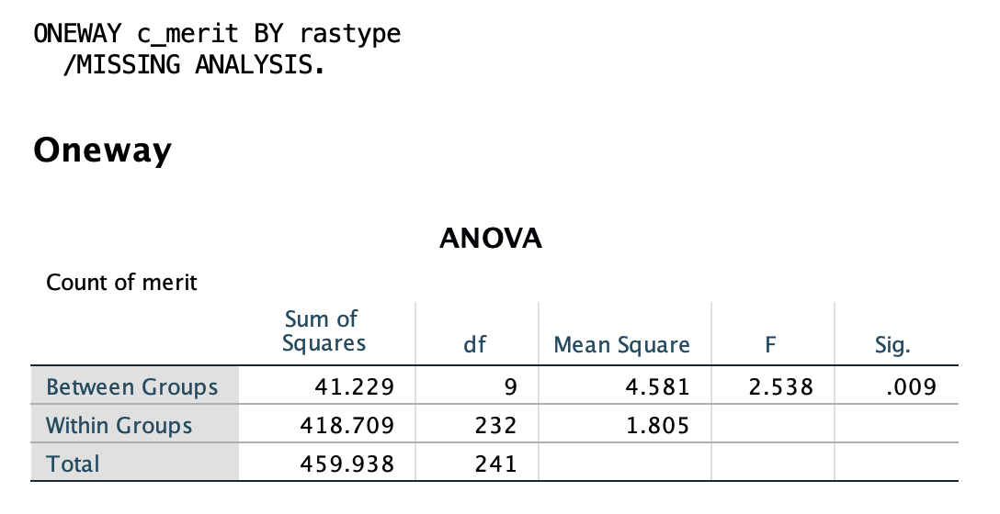 ONEWAY c_merit BY rastype
/MISSING ANALYSIS.
Oneway
ANOVA
Count of merit
Sum of Squares df Mean Square F Sig.
Between Groups 41.229 9 4.581 2.538 .009
Within Groups 418.709 232 1.805
Total 459.938 241